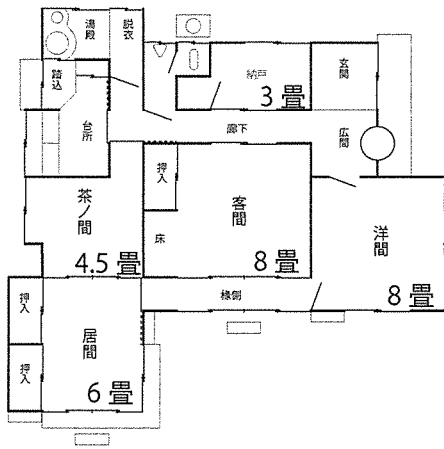 湯殿
脱衣
踏込
納戸
3 畳
玄関
台所
廊下
広間
押入
茶ノ間
4.5 畳
床
客間
8 畳
洋間
8 畳
椽側
押入
居間
6 畳
押入